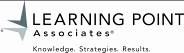 LEARNING POINT
Associates®
Knowledge. Strategies. Results.